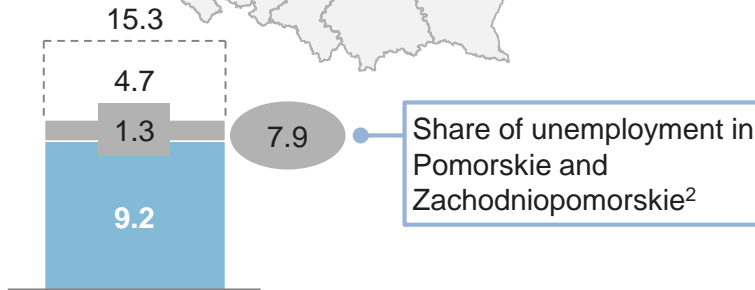 15.3
4.7
1.3
7.9
Share of unemployment in
Pomorskie and
Zachodniopomorskie2
9.2